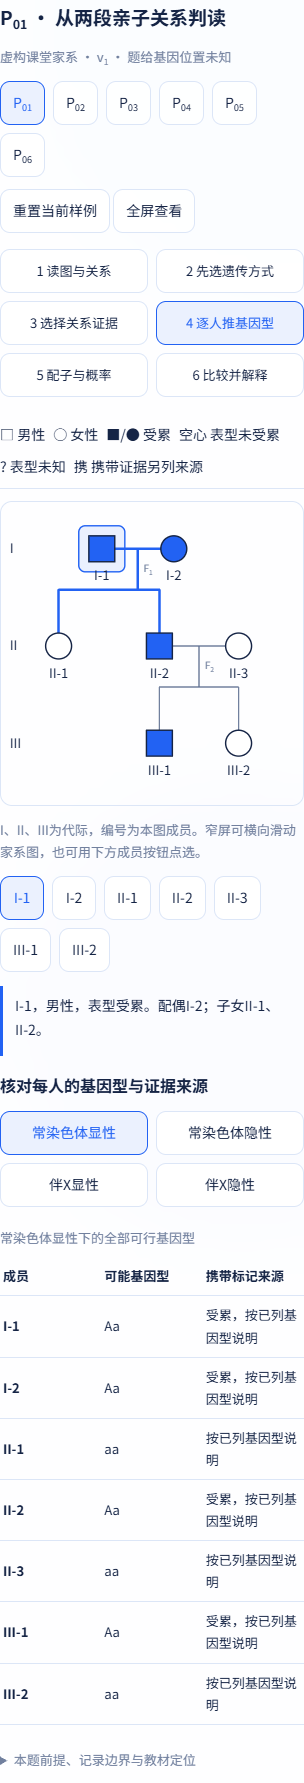 P₀₁ · 从两段亲子关系判读
虚构课堂家系 · v₁ · 题给基因位置未知
P₀₁ P₀₂ P₀₃ P₀₄ P₀₅
P₀₆
重置当前样例 全屏查看
1 读图与关系 2 先选遗传方式
3 选择关系证据 4 逐人推基因型
5 配子与概率 6 比较并解释
□ 男性 ○ 女性 ■/● 受累 空心 表型未受累
? 表型未知 携 携带证据另列来源
I
F₁
I-1 I-2
II
F₂
II-1 II-2 II-3
III
III-1 III-2
I、II、III为代际，编号为本图成员。窄屏可横向滑动
家系图，也可用下方成员按钮点选。
I-1 I-2 II-1 II-2 II-3
III-1 III-2
I-1，男性，表型受累。配偶I-2；子女II-1、
II-2。
核对每人的基因型与证据来源
常染色体显性 常染色体隐性
伴X显性 伴X隐性
常染色体显性下的全部可行基因型
成员 可能基因型 携带标记来源
I-1 Aa 受累，按已列基
因型说明
I-2 Aa 受累，按已列基
因型说明
II-1 aa 按已列基因型说
明
II-2 Aa 受累，按已列基
因型说明
II-3 aa 按已列基因型说
明
III-1 Aa 受累，按已列基
因型说明
III-2 aa 按已列基因型说
明
▶ 本题前提、记录边界与教材定位